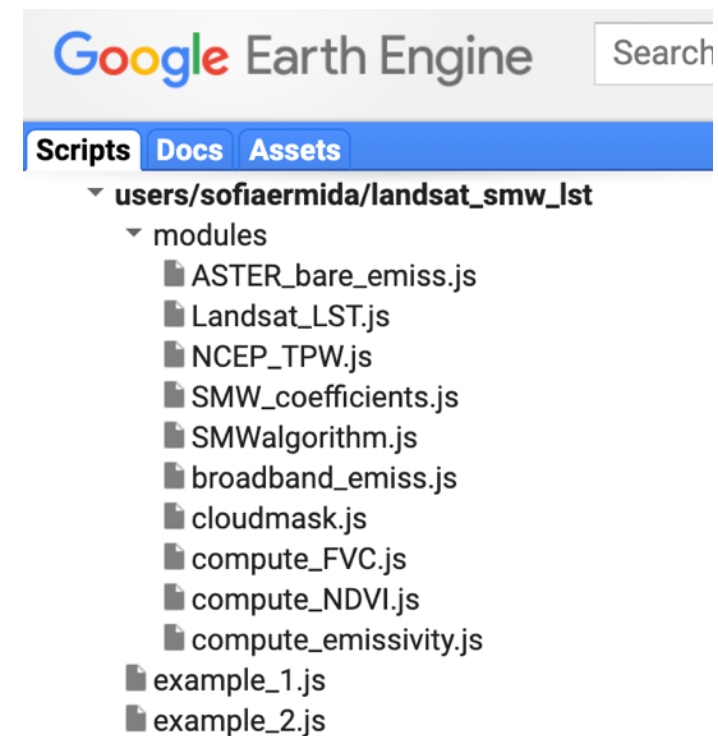 Google Earth Engine Search
Scripts Docs Assets
users/sofiaermida/landsat_smw_lst
modules
ASTER_bare_emiss.js
Landsat_LST.js
NCEP_TPW.js
SMW_coefficients.js
SMWalgorithm.js
broadband_emiss.js
cloudmask.js
compute_FVC.js
compute_NDVI.js
compute_emissivity.js
example_1.js
example_2.js